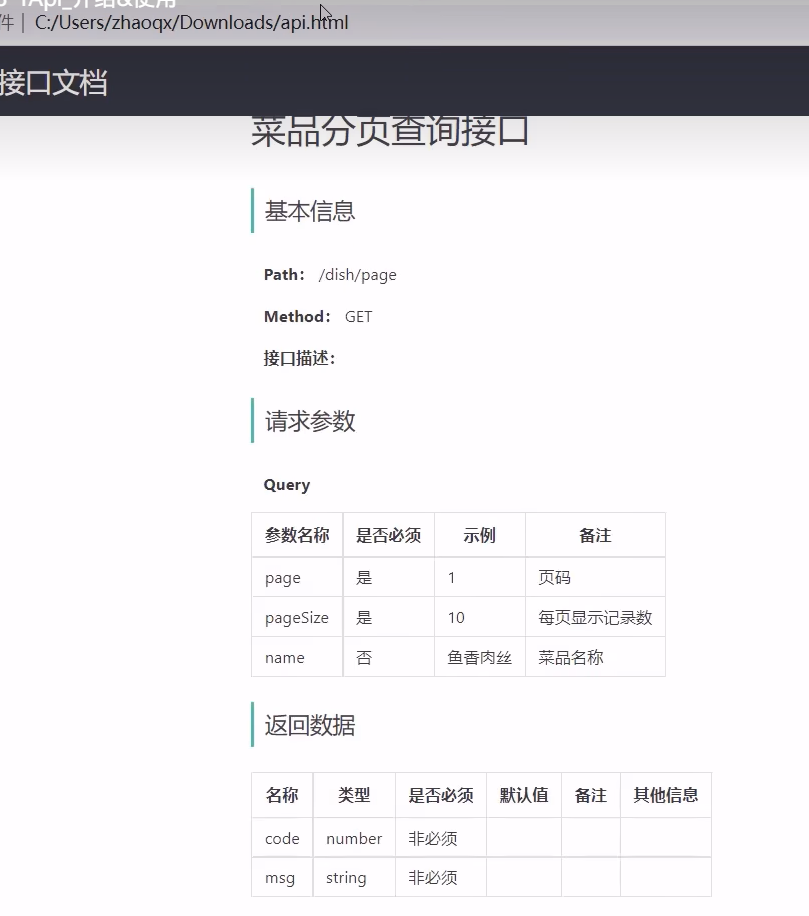 YApi_介绍&使用
件 | C:/Users/zhaoqx/Downloads/api.html
接口文档
菜品分页查询接口
基本信息
Path： /dish/page
Method： GET
接口描述：
请求参数
Query
参数名称 是否必须 示例 备注
page 是 1 页码
pageSize 是 10 每页显示记录数
name 否 鱼香肉丝 菜品名称
返回数据
名称 类型 是否必须 默认值 备注 其他信息
code number 非必须
msg string 非必须